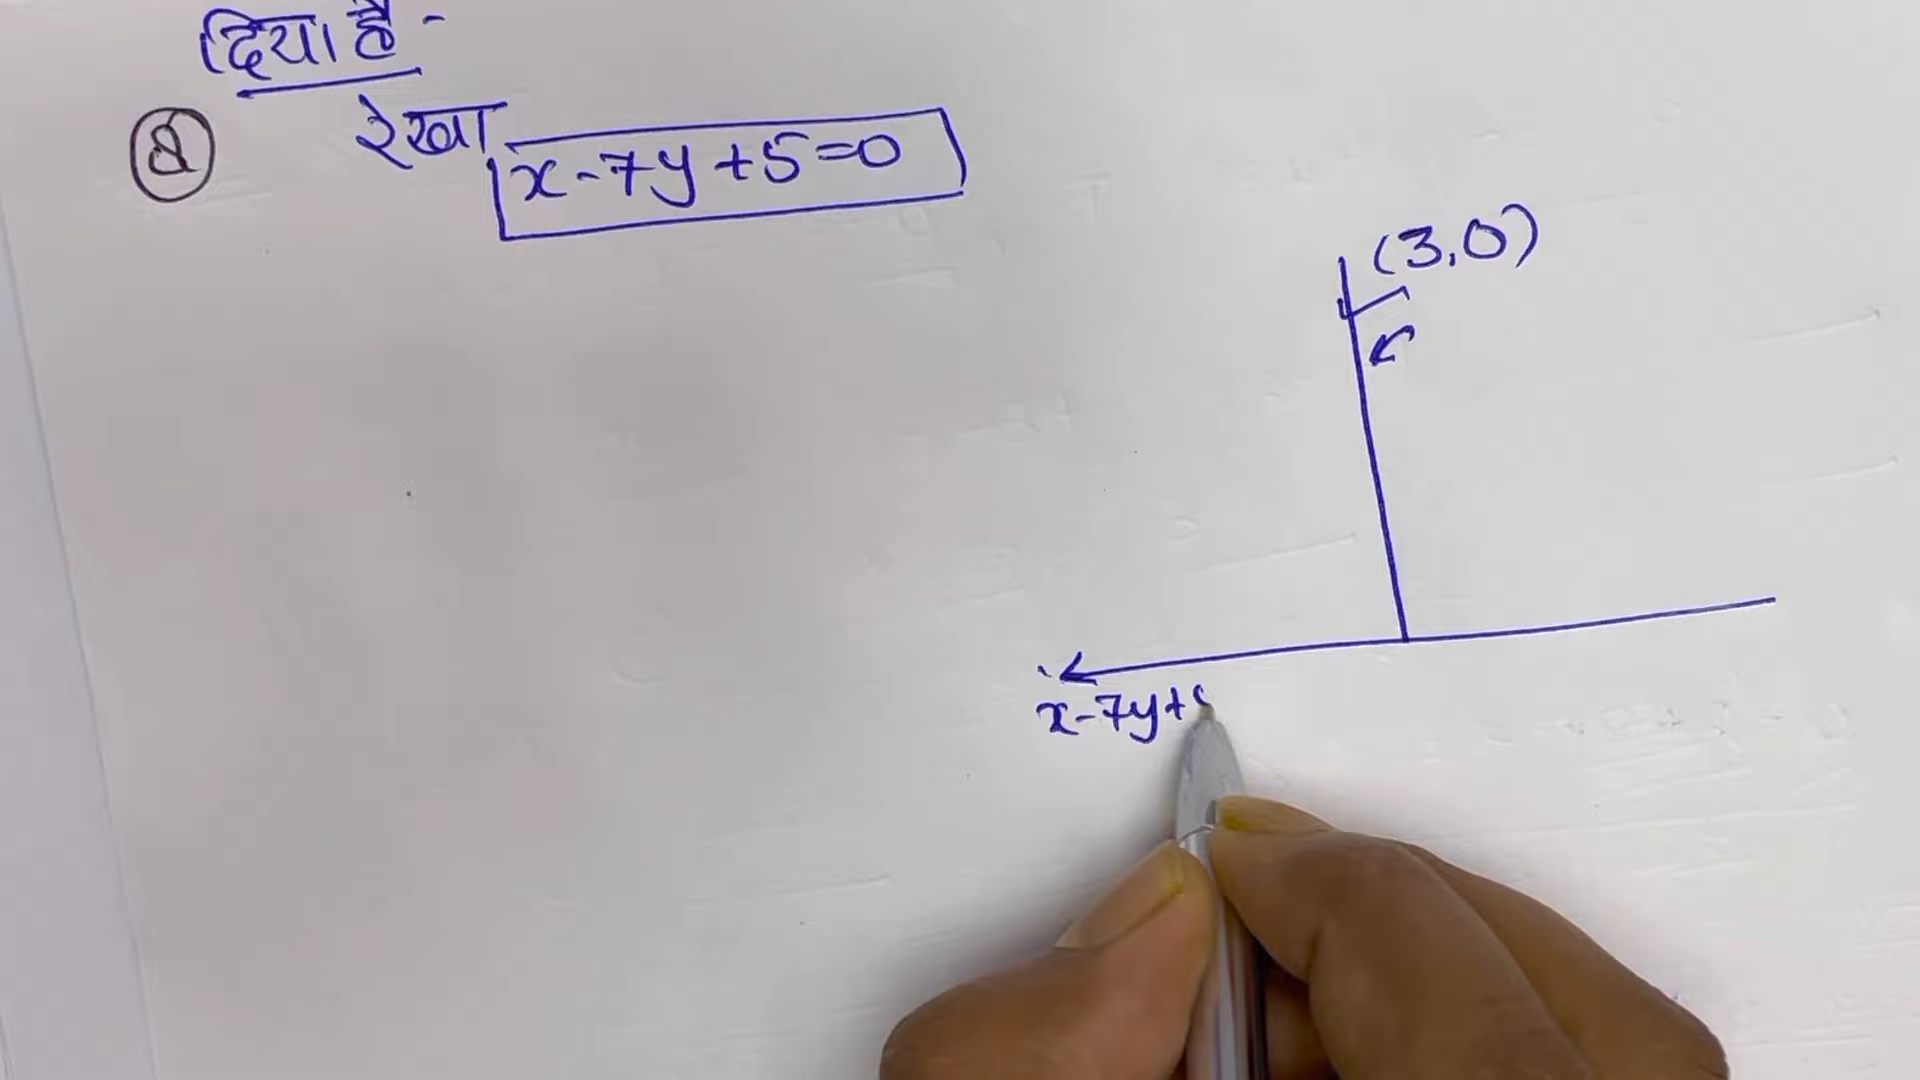 दिया है -
8 रेखा x-7y+5=0
(3,0)
x-7y+